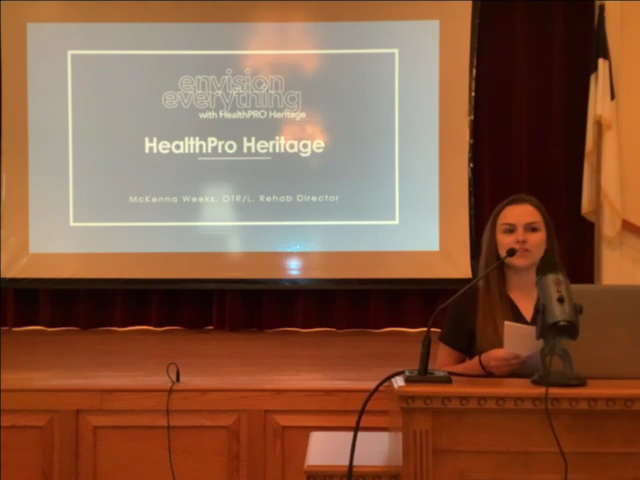 envision
everything
with HealthPRO Heritage
HealthPro Heritage
McKenna Weeks, OTR/L, Rehab Director